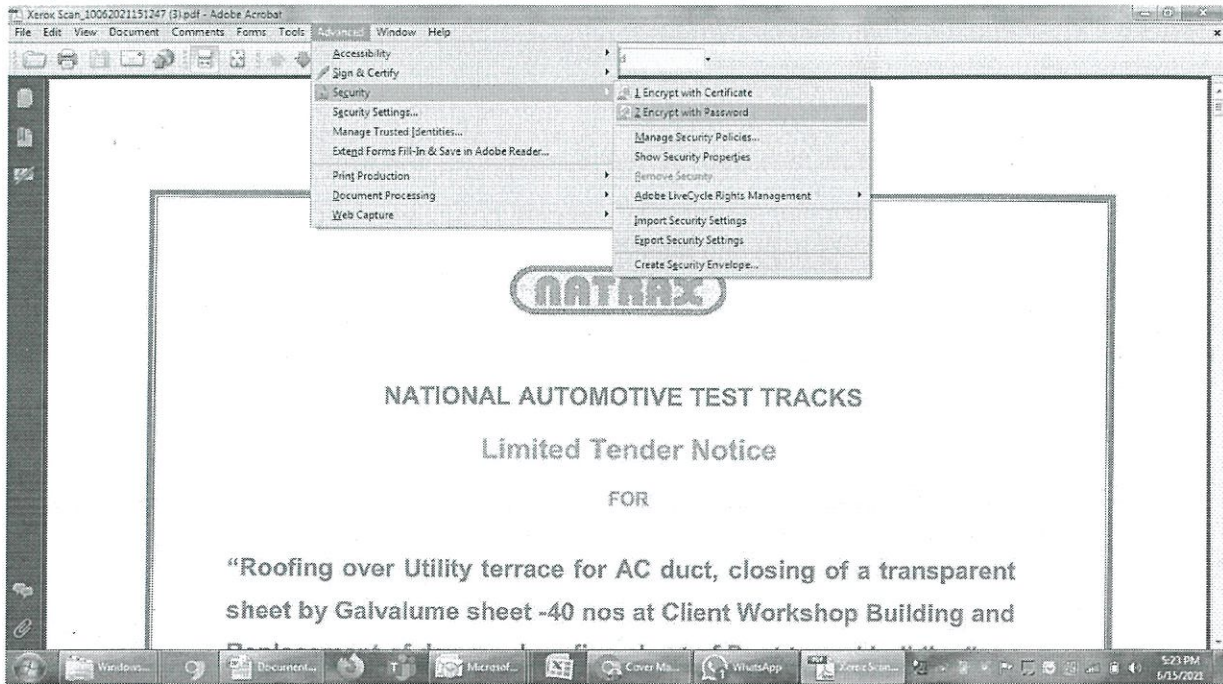 Xerox Scan_10062021151247 (3).pdf - Adobe Acrobat
File Edit View Document Comments Forms Tools Advanced Window Help
Accessibility
Sign & Certify
Security
Security Settings...
Manage Trusted Identities...
Extend Forms Fill-In & Save in Adobe Reader...
Print Production
Document Processing
Web Capture
1 Encrypt with Certificate
2 Encrypt with Password
Manage Security Policies...
Show Security Properties
Remove Security
Adobe LiveCycle Rights Management
Import Security Settings
Export Security Settings
Create Security Envelope...
NATRAX
NATIONAL AUTOMOTIVE TEST TRACKS
Limited Tender Notice
FOR
“Roofing over Utility terrace for AC duct, closing of a transparent
sheet by Galvalume sheet -40 nos at Client Workshop Building and
Windows... Document... Microsof... Cover Ma... WhatsApp Xerox Scan... 5:23 PM
6/15/2021